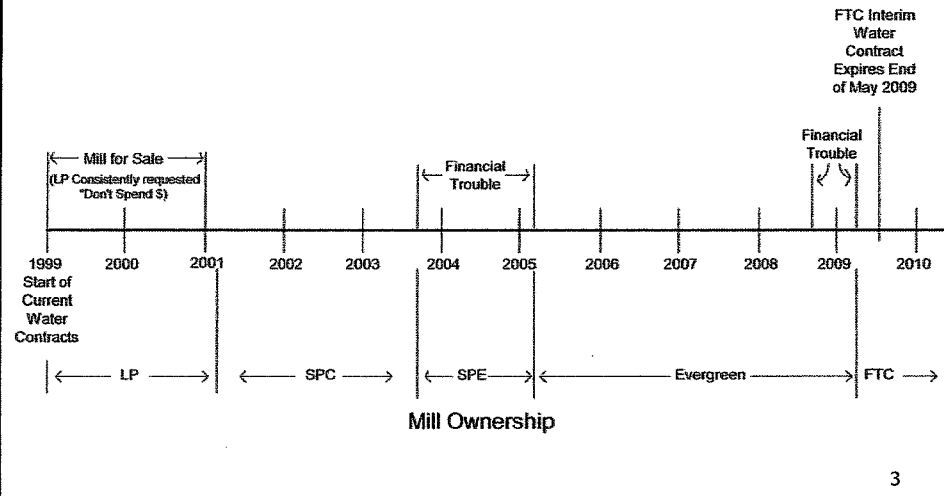 FTC Interim
Water
Contract
Expires End
of May 2009
Mill for Sale
(LP Consistently requested
"Don't Spend $)
Financial
Trouble
Financial
Trouble
1999 2000 2001 2002 2003 2004 2005 2006 2007 2008 2009 2010
Start of
Current
Water
Contracts
LP SPC SPE Evergreen FTC
Mill Ownership
3